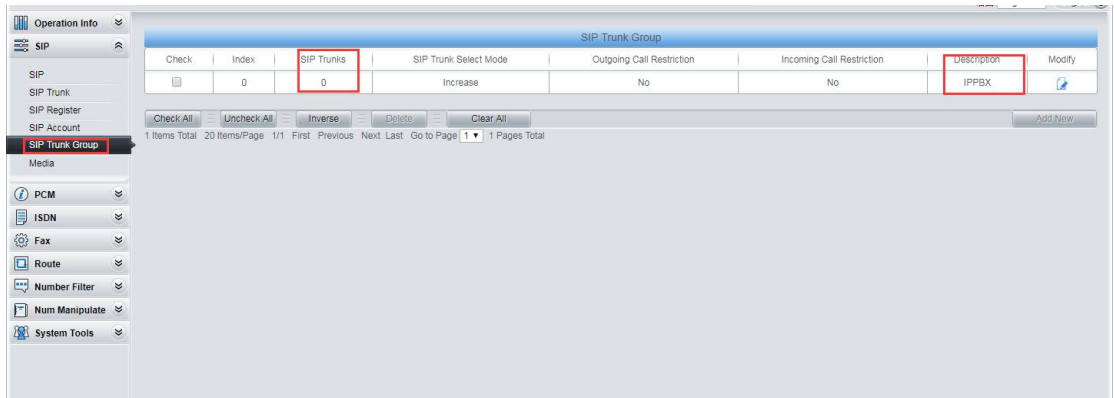 Operation Info
SIP
SIP
SIP Trunk
SIP Register
SIP Account
SIP Trunk Group
Media
PCM
ISDN
Fax
Route
Number Filter
Num Manipulate
System Tools
SIP Trunk Group
Check Index SIP Trunks SIP Trunk Select Mode Outgoing Call Restriction Incoming Call Restriction Description Modify
0 0 Increase No No IPPBX
Check All Uncheck All Inverse Delete Clear All Add New
1 Items Total 20 Items/Page 1/1 First Previous Next Last Go to Page 1 1 Pages Total